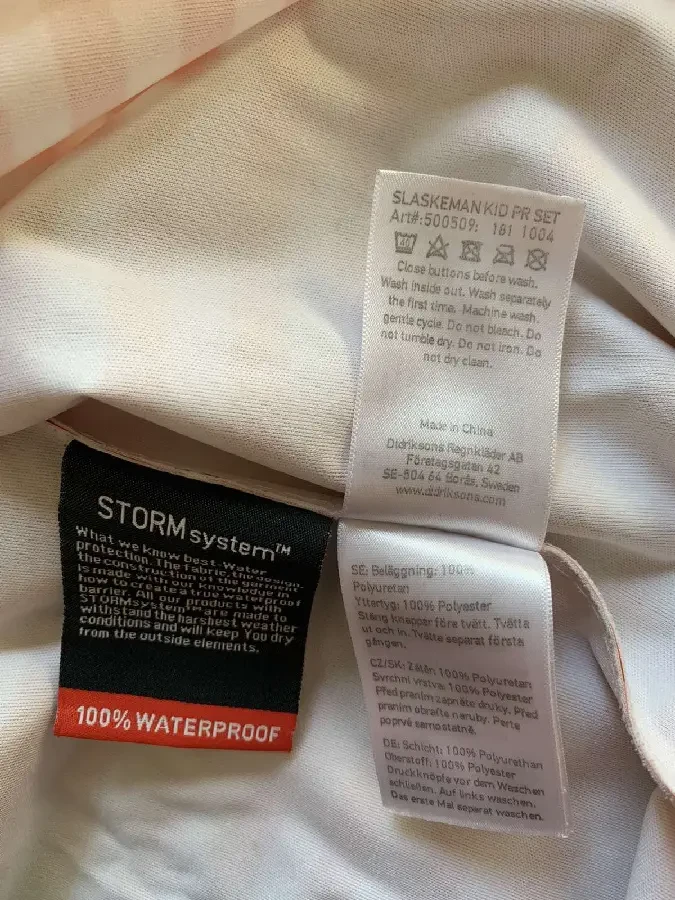 SLASKEMAN KID PR SET
Art#: 500509; 181 1004
40
Close buttons before wash.
Wash inside out. Wash separately
the first time. Machine wash
gentle cycle. Do not bleach. Do
not tumble dry. Do not iron. Do
not dry clean.
Made in China
Didriksons Regnkläder AB
Företagsgatan 42
SE-504 64 Borås, Sweden
www.didriksons.com
STORMsystem™
What we know best. Water
protection. The fabric, the design,
the construction of the garment
is made with our knowledge in
how to create a true waterproof
barrier. All our products with
STORMsystem™ are made to
withstand the harshest weather
conditions and will keep You dry
from the outside elements.
100% WATERPROOF
SE: Beläggning: 100%
Polyuretan
Yttertyg: 100% Polyester
Stäng knappar före tvätt. Tvätta
ut och in. Tvätte separat första
gången.
CZ/SK: Zátěr: 100% Polyuretan
Svrchní vrstva: 100% Polyester
Před praním zapněte druky. Před
praním obraťte naruby. Perte
poprvé samostatně.
DE: Schicht: 100% Polyurethan
Oberstoff: 100% Polyester
Druckknöpfe vor dem Waschen
schließen. Auf links waschen.
Das erste Mal separat waschen.